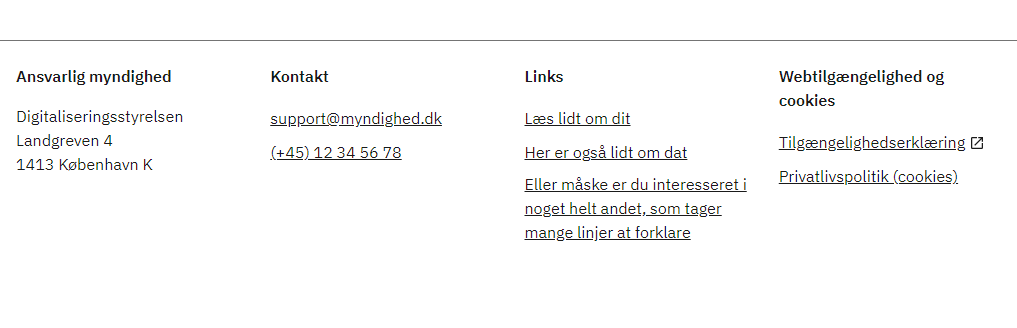 Ansvarlig myndighed
Digitaliseringsstyrelsen
Landgreven 4
1413 København K
Kontakt
support@myndighed.dk
(+45) 12 34 56 78
Links
Læs lidt om dit
Her er også lidt om dat
Eller måske er du interesseret i
noget helt andet, som tager
mange linjer at forklare
Webtilgængelighed og
cookies
Tilgængelighedserklæring
Privatlivspolitik (cookies)